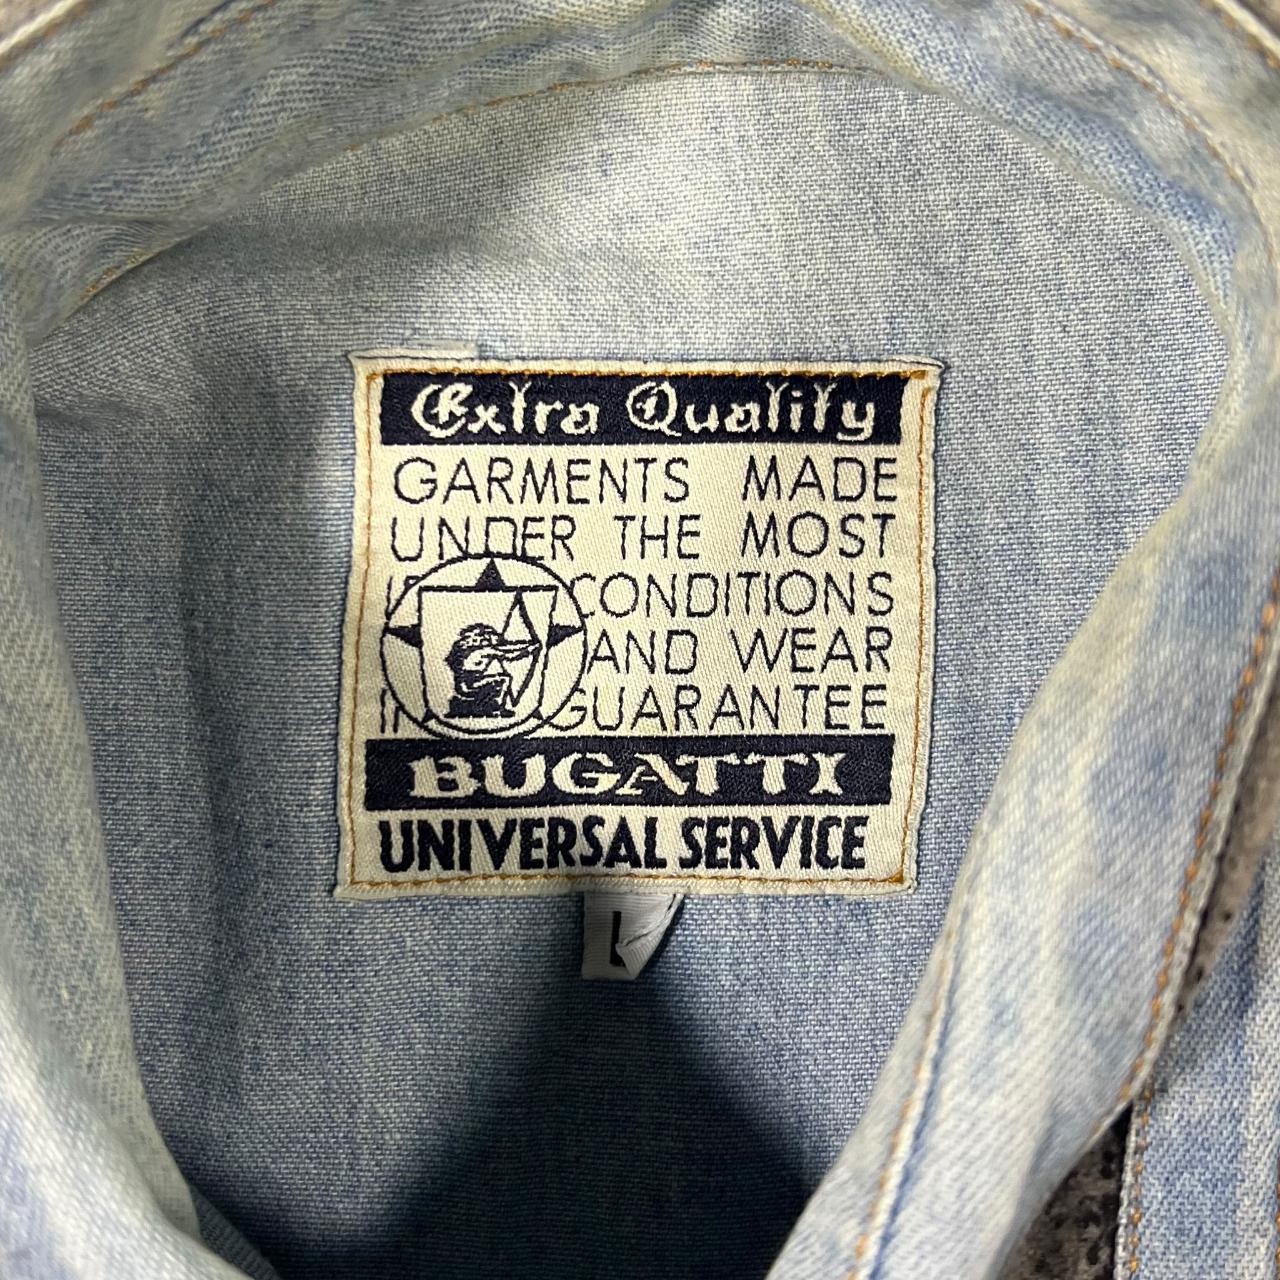 Extra Quality
GARMENTS MADE
UNDER THE MOST
CONDITIONS
AND WEAR
GUARANTEE
BUGATTI
UNIVERSAL SERVICE
L